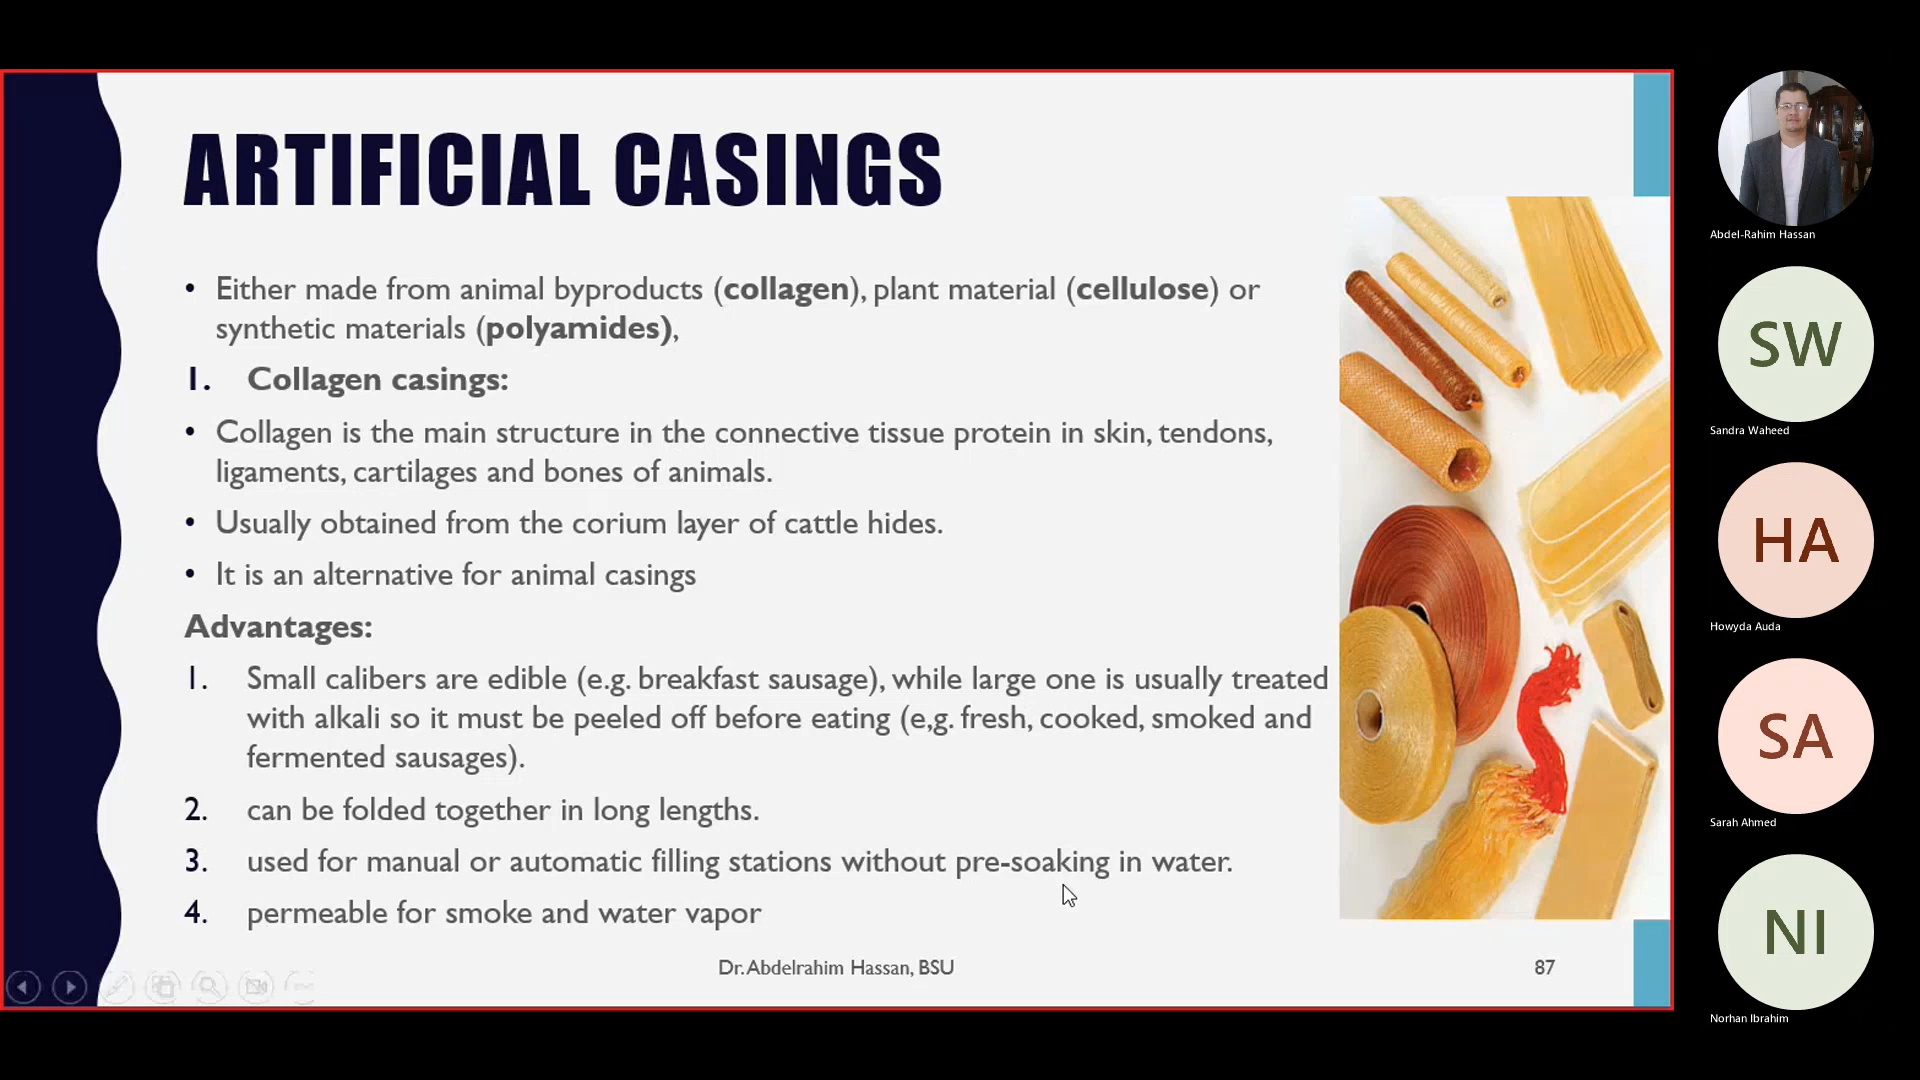 ARTIFICIAL CASINGS
• Either made from animal byproducts (collagen), plant material (cellulose) or
synthetic materials (polyamides),
1. Collagen casings:
• Collagen is the main structure in the connective tissue protein in skin, tendons,
ligaments, cartilages and bones of animals.
• Usually obtained from the corium layer of cattle hides.
• It is an alternative for animal casings
Advantages:
1. Small calibers are edible (e.g. breakfast sausage), while large one is usually treated
with alkali so it must be peeled off before eating (e,g. fresh, cooked, smoked and
fermented sausages).
2. can be folded together in long lengths.
3. used for manual or automatic filling stations without pre-soaking in water.
4. permeable for smoke and water vapor
Dr. Abdelrahim Hassan, BSU
87
Abdel-Rahim Hassan
SW
Sandra Waheed
HA
Howyda Auda
SA
Sarah Ahmed
NI
Norhan Ibrahim